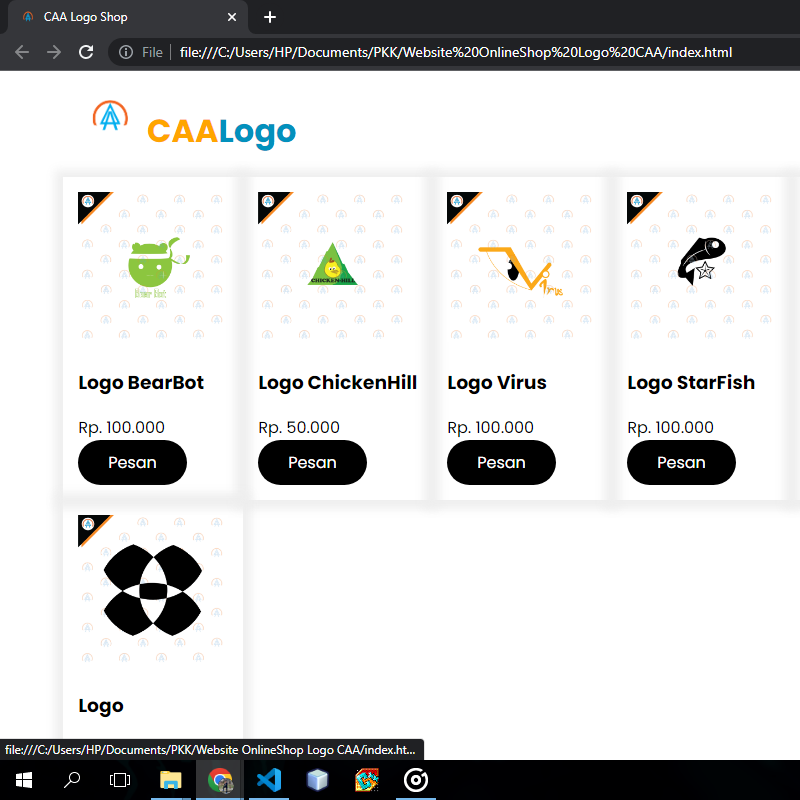 CAA Logo Shop
File
file:///C:/Users/HP/Documents/PKK/Website%20OnlineShop%20Logo%20CAA/index.html
CAALogo
CHICKENHILL
Virus
Logo BearBot
Logo ChickenHill
Logo Virus
Logo StarFish
Rp. 100.000
Rp. 50.000
Rp. 100.000
Rp. 100.000
Pesan
Pesan
Pesan
Pesan
Logo
file:///C:/Users/HP/Documents/PKK/Website OnlineShop Logo CAA/index.ht...